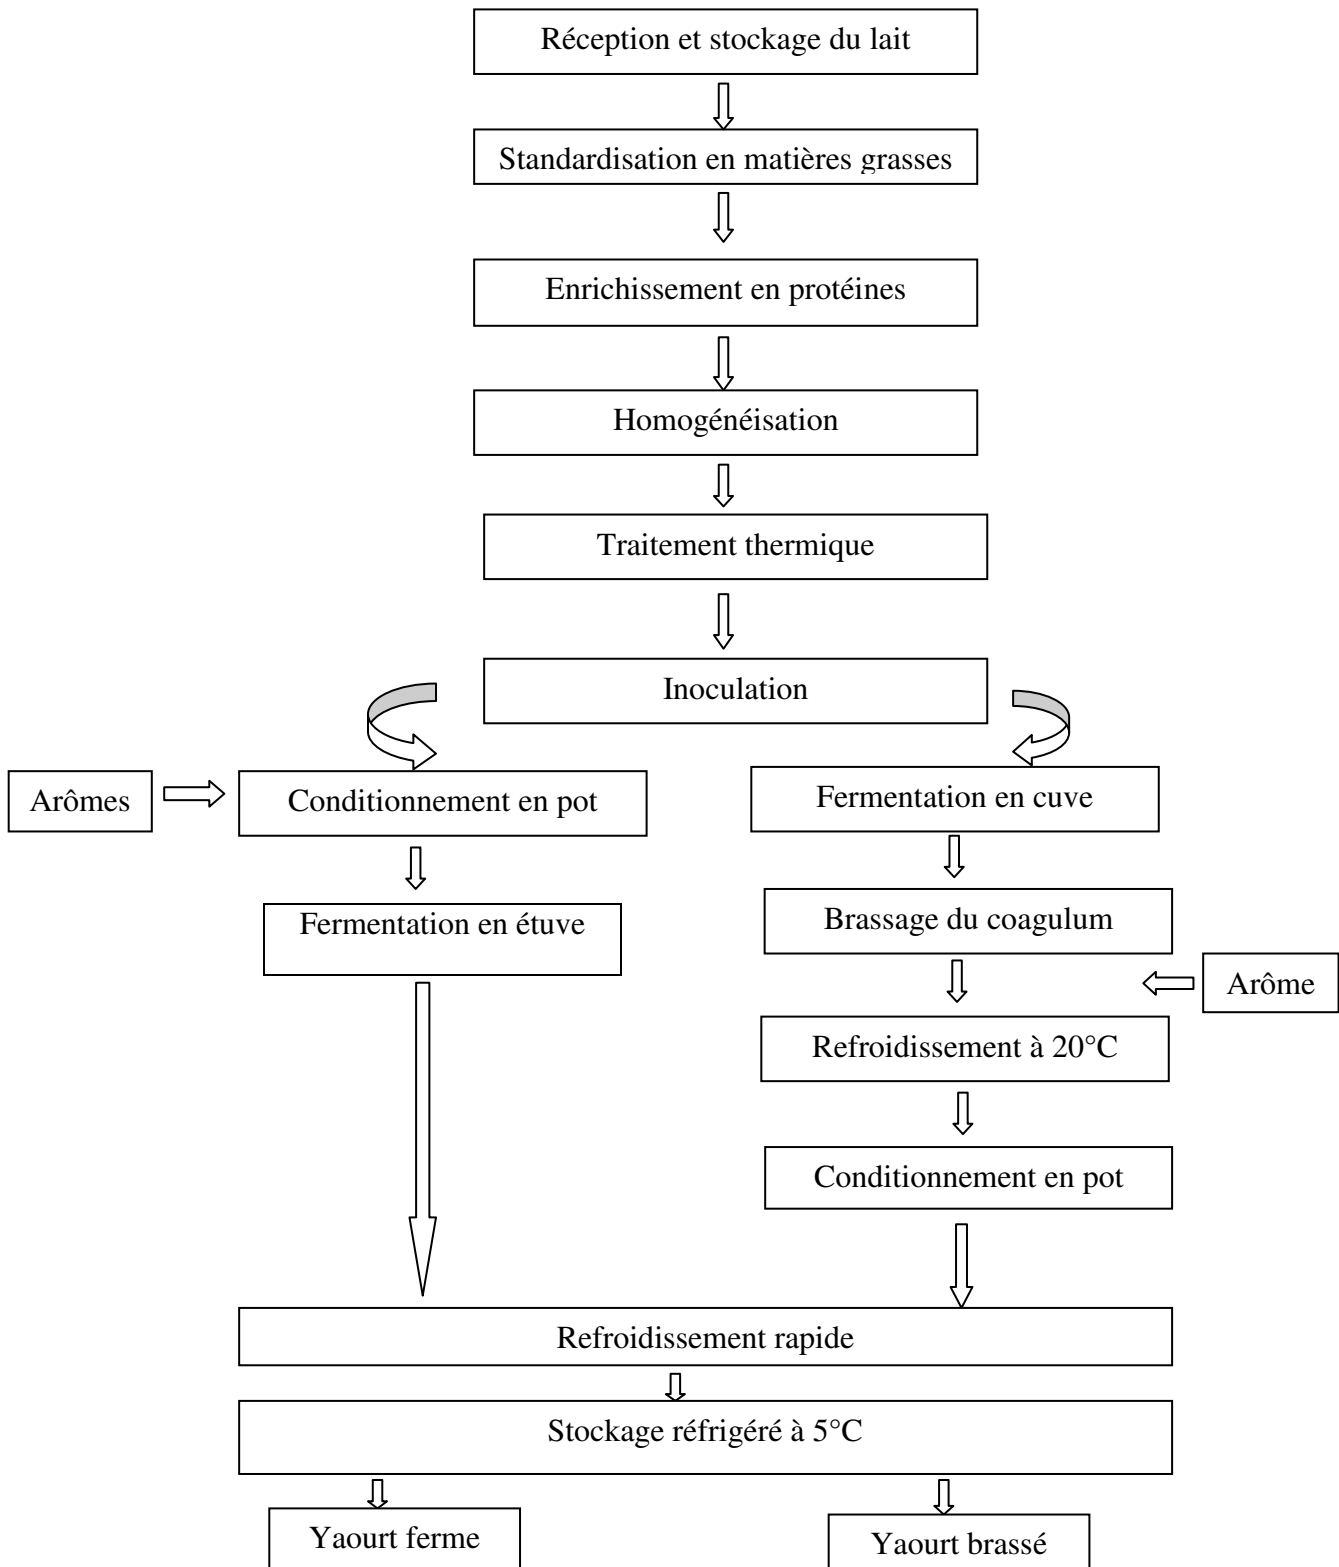 Réception et stockage du lait
Standardisation en matières grasses
Enrichissement en protéines
Homogénéisation
Traitement thermique
Inoculation
Arômes
Conditionnement en pot
Fermentation en étuve
Fermentation en cuve
Brassage du coagulum
Arôme
Refroidissement à 20°C
Conditionnement en pot
Refroidissement rapide
Stockage réfrigéré à 5°C
Yaourt ferme
Yaourt brassé